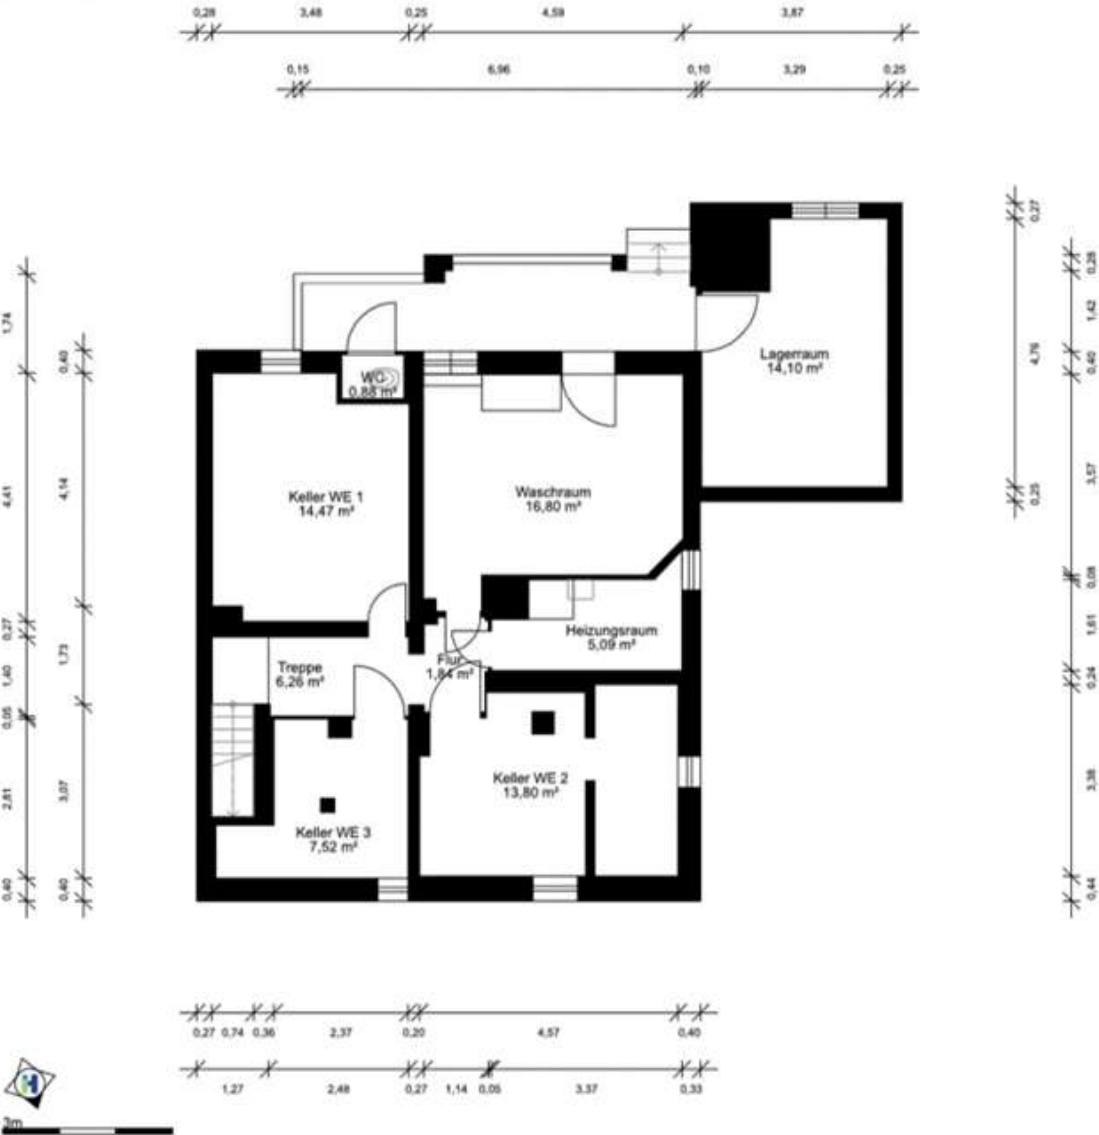 0,28 3,48 0,25 4,59 3,87
0,15 6,96 0,10 3,29 0,25
0,27
4,76
0,25
0,28
1,42
0,40
3,57
0,08
1,61
0,24
3,38
0,44
1,74
4,41
0,27
1,40
0,05
2,81
0,40
0,40
4,14
1,73
3,07
0,40
Lagerraum
14,10 m²
WC
0,88 m²
Keller WE 1
14,47 m²
Waschraum
16,80 m²
Heizungsraum
5,09 m²
Flur
1,84 m²
Treppe
6,26 m²
Keller WE 2
13,80 m²
Keller WE 3
7,52 m²
0,27 0,74 0,36 2,37 0,20 4,57 0,40
1,27 2,48 0,27 1,14 0,05 3,37 0,33
H
3m